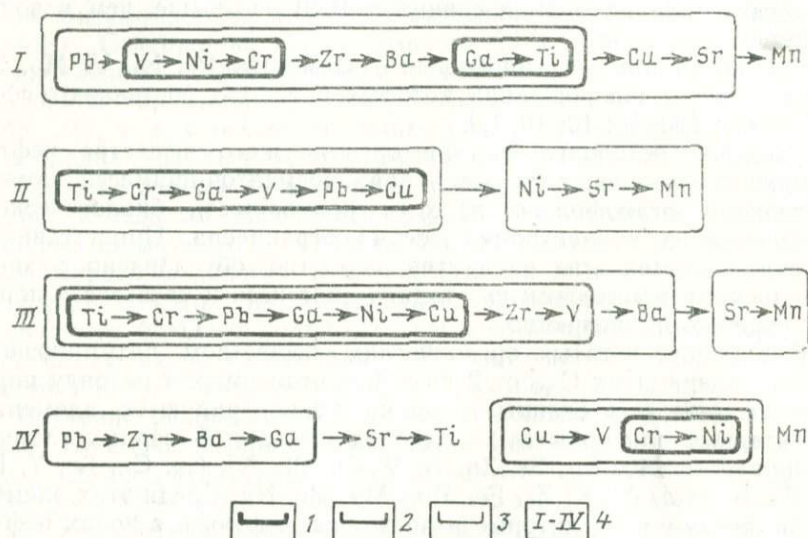 I Pb → V → Ni → Cr → Zr → Ba → Ga → Ti → Cu → Sr → Mn
II Ti → Cr → Ga → V → Pb → Cu → Ni → Sr → Mn
III Ti → Cr → Pb → Ga → Ni → Cu → Zr → V → Ba → Sr → Mn
IV Pb → Zr → Ba → Ga → Sr → Ti Cu → V Cr → Ni Mn
1 2 3 I-IV 4